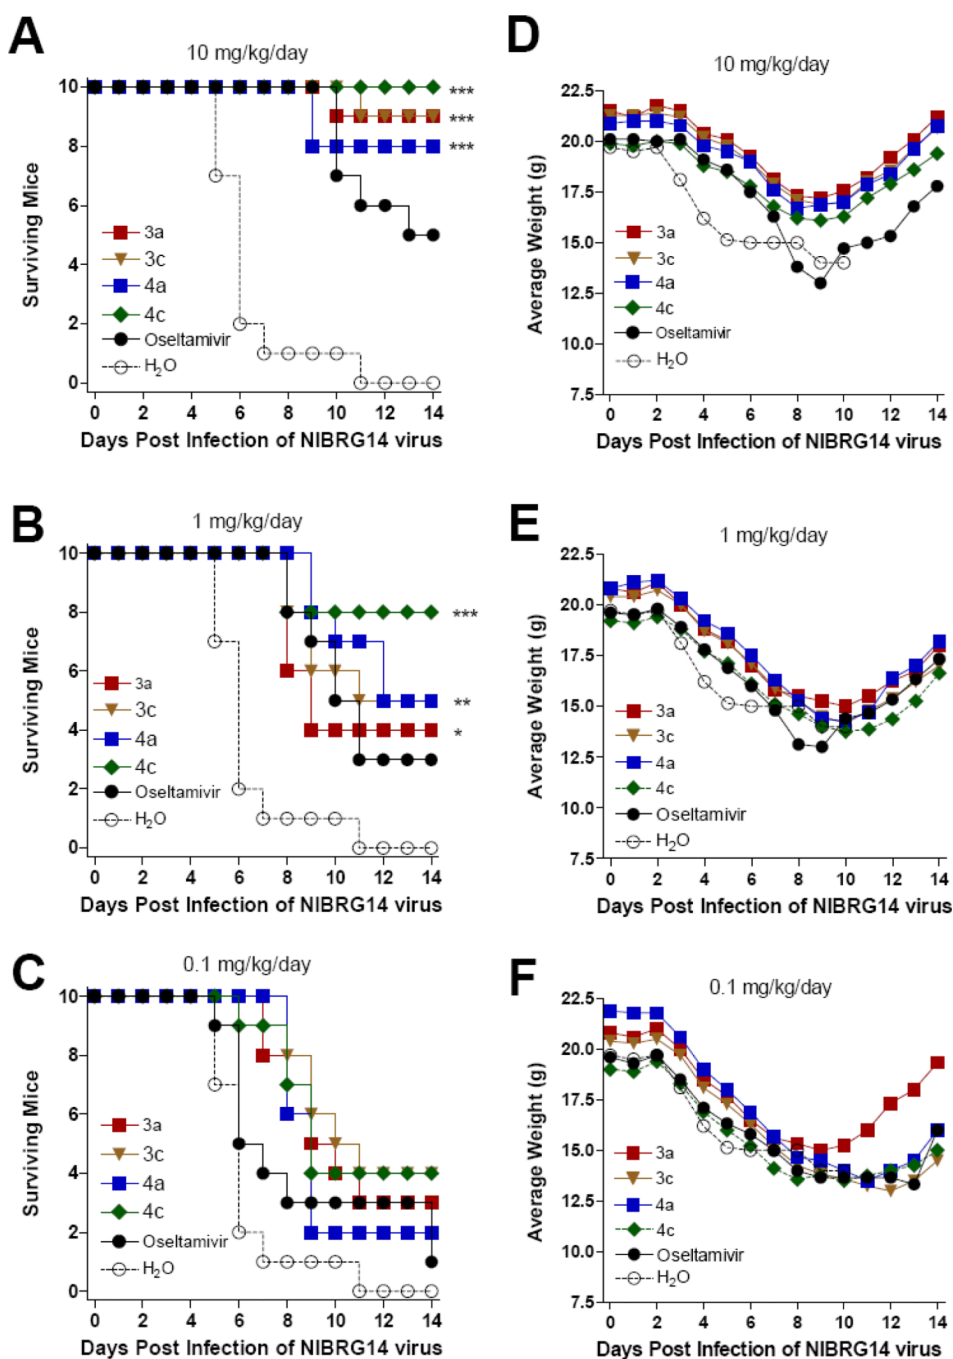 A
10 mg/kg/day
10
8
6
4
2
0
Surviving Mice
***
***
***
3a
3c
4a
4c
Oseltamivir
H₂O
0 2 4 6 8 10 12 14
Days Post Infection of NIBRG14 virus
D
10 mg/kg/day
22.5
20.0
17.5
15.0
12.5
10.0
7.5
Average Weight (g)
3a
3c
4a
4c
Oseltamivir
H₂O
0 2 4 6 8 10 12 14
Days Post Infection of NIBRG14 virus
B
1 mg/kg/day
10
8
6
4
2
0
Surviving Mice
***
**
*
3a
3c
4a
4c
Oseltamivir
H₂O
0 2 4 6 8 10 12 14
Days Post Infection of NIBRG14 virus
E
1 mg/kg/day
22.5
20.0
17.5
15.0
12.5
10.0
7.5
Average Weight (g)
3a
3c
4a
4c
Oseltamivir
H₂O
0 2 4 6 8 10 12 14
Days Post Infection of NIBRG14 virus
C
0.1 mg/kg/day
10
8
6
4
2
0
Surviving Mice
3a
3c
4a
4c
Oseltamivir
H₂O
0 2 4 6 8 10 12 14
Days Post Infection of NIBRG14 virus
F
0.1 mg/kg/day
22.5
20.0
17.5
15.0
12.5
10.0
7.5
Average Weight (g)
3a
3c
4a
4c
Oseltamivir
H₂O
0 2 4 6 8 10 12 14
Days Post Infection of NIBRG14 virus